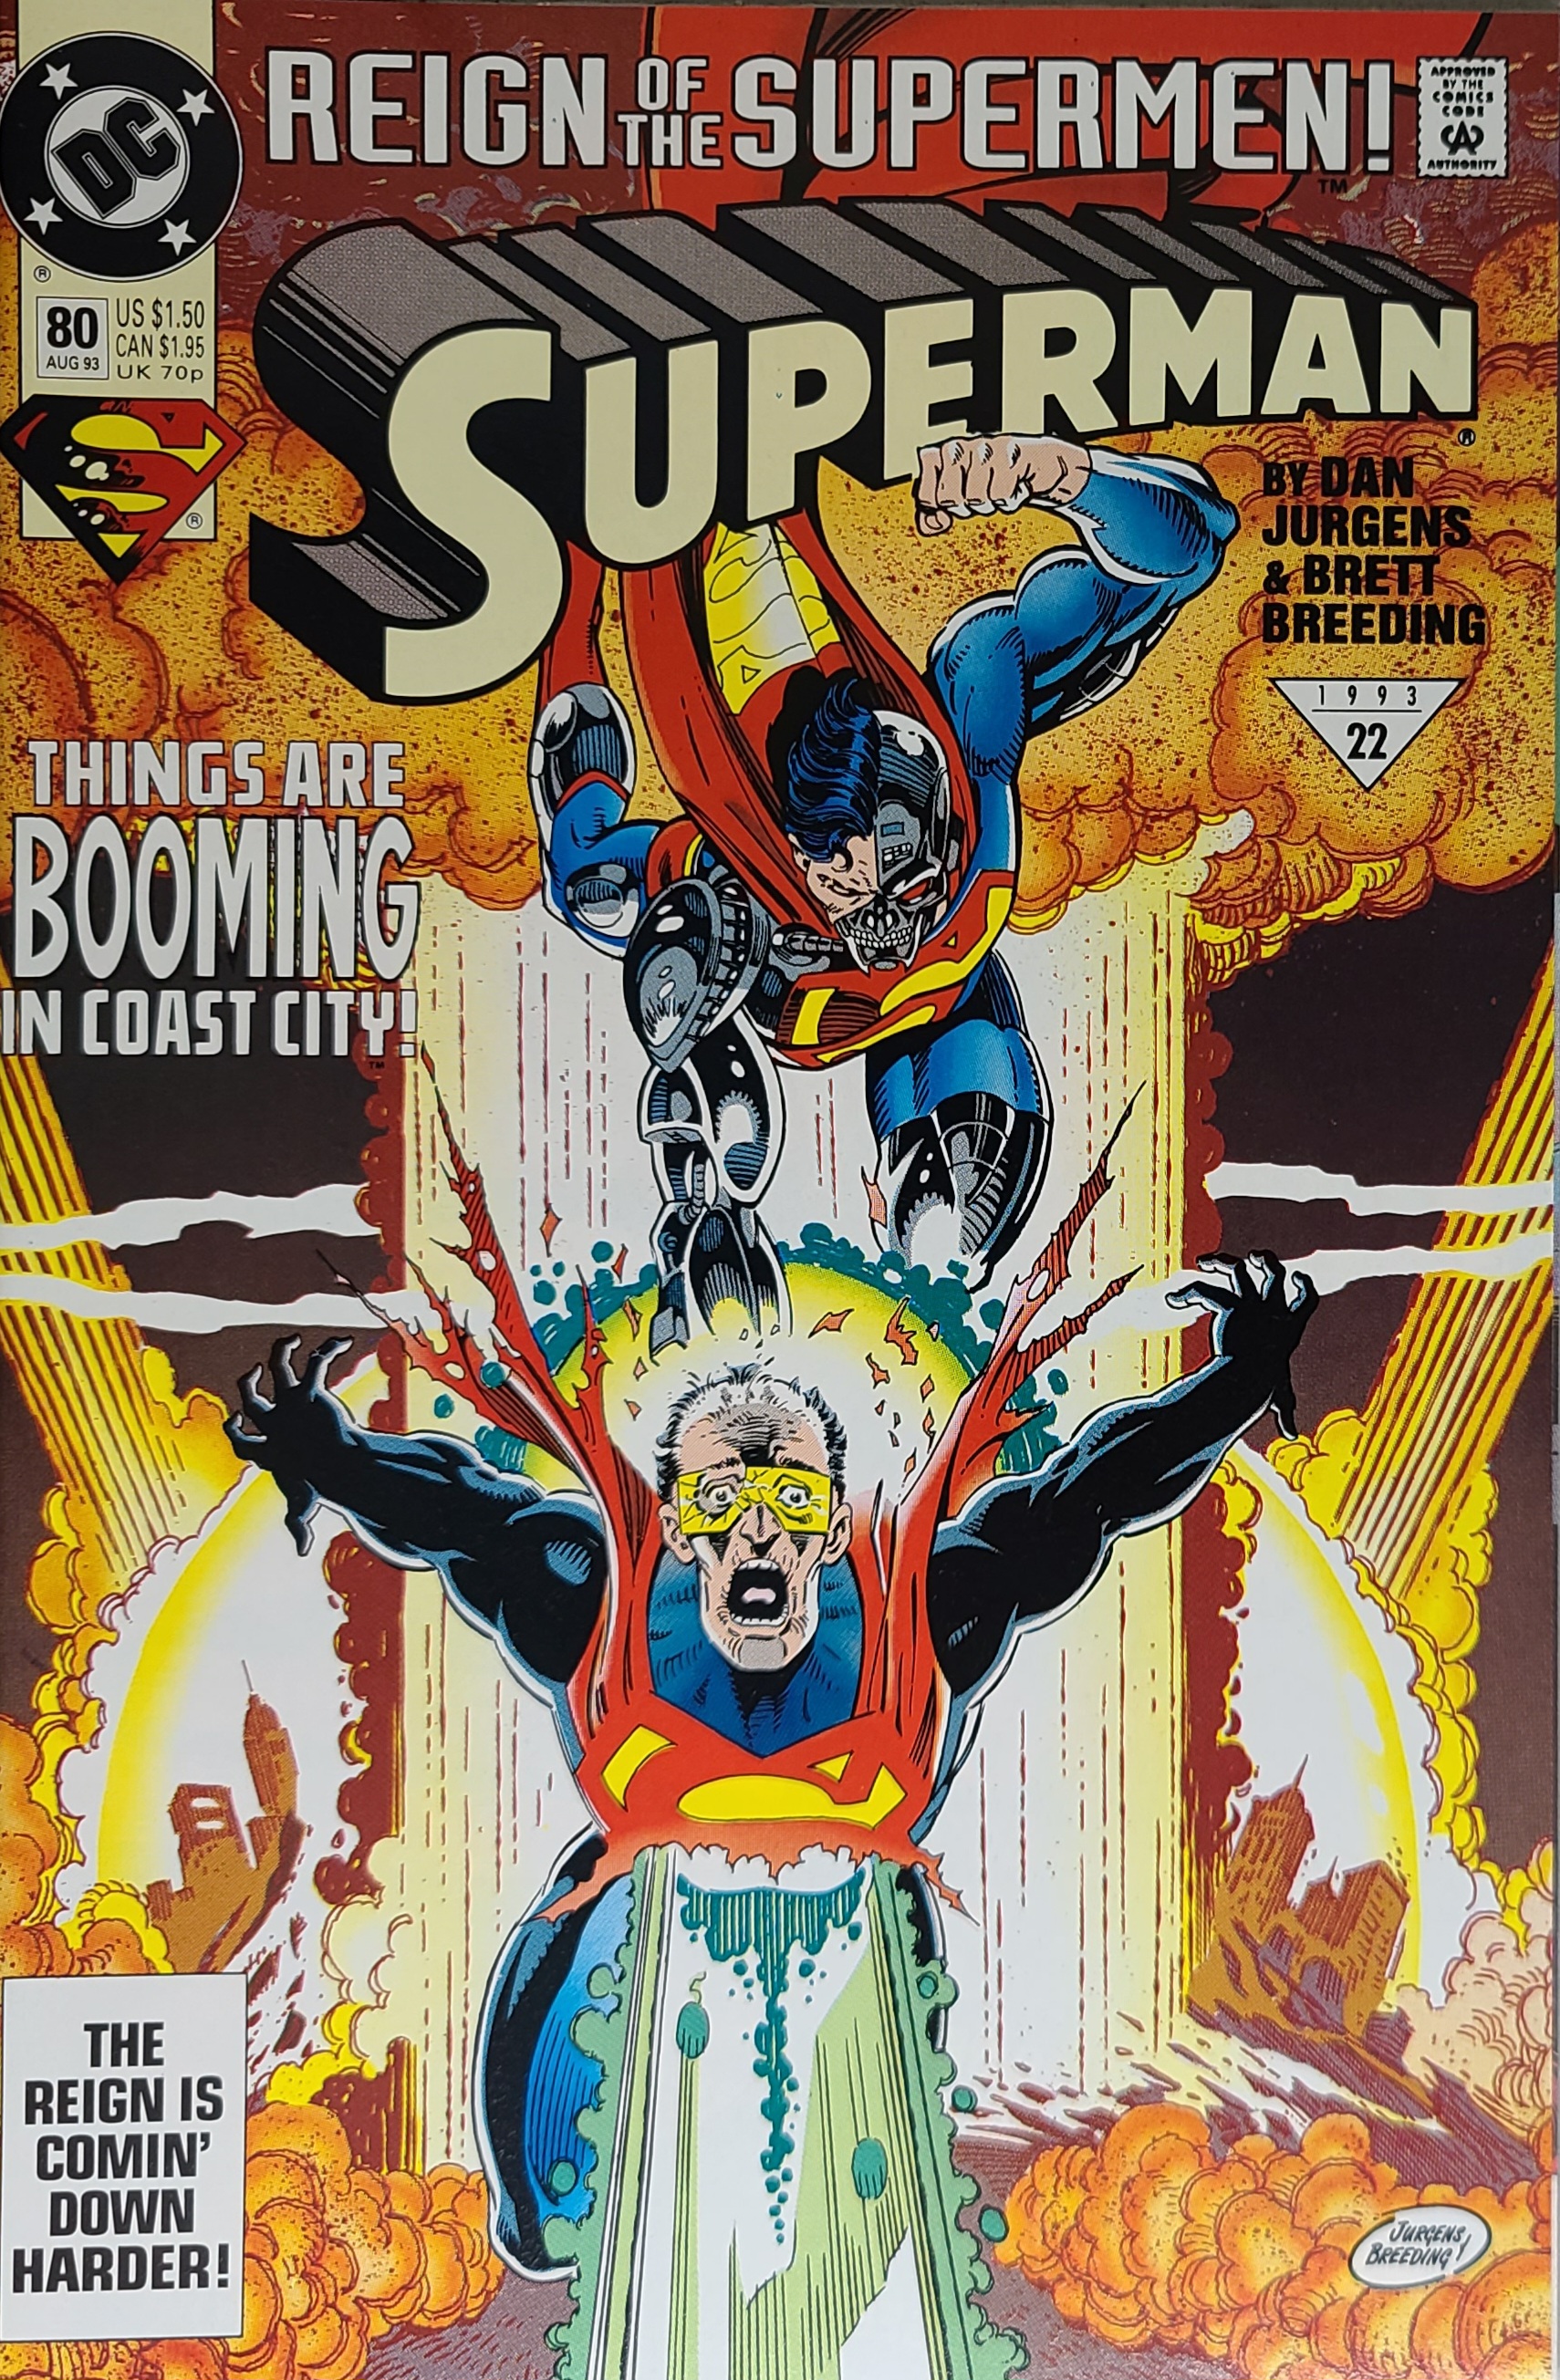 REIGN OF THE SUPERMEN!
TM
APPROVED
BY THE
COMICS
CODE
CA
AUTHORITY
DC
®
80
AUG 93
US $1.50
CAN $1.95
UK 70p
®
SUPERMAN
®
BY DAN
JURGENS
& BRETT
BREEDING
1993
22
THINGS ARE
BOOMING
IN COAST CITY!
TM
THE
REIGN IS
COMIN'
DOWN
HARDER!
JURGENS
BREEDING